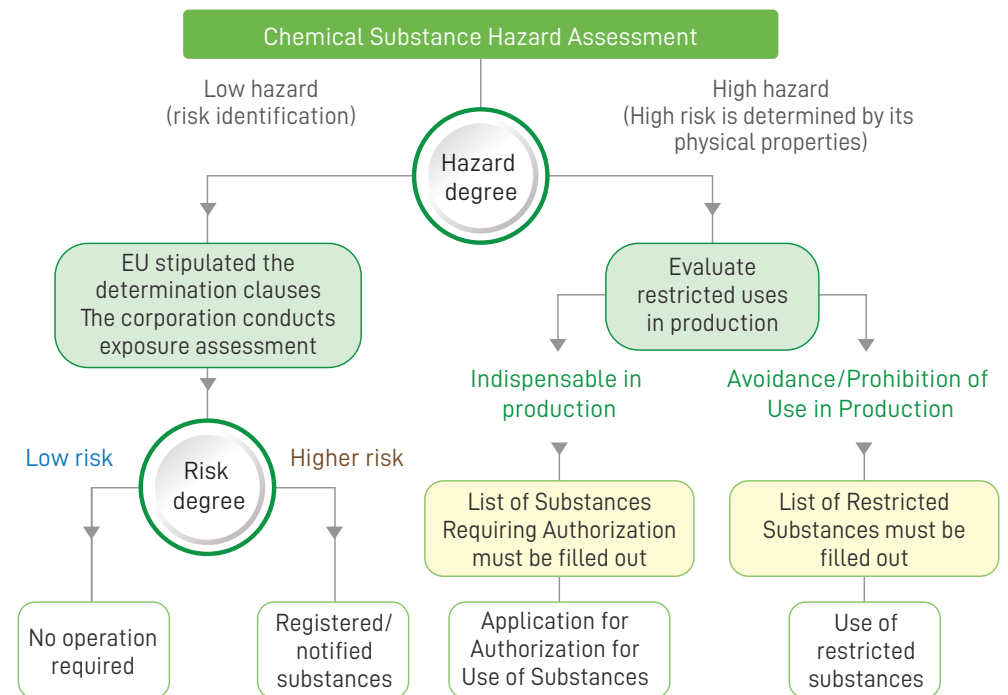 Chemical Substance Hazard Assessment
Low hazard
(risk identification)
High hazard
(High risk is determined by its
physical properties)
Hazard
degree
EU stipulated the
determination clauses
The corporation conducts
exposure assessment
Evaluate
restricted uses
in production
Indispensable in
production
Avoidance/Prohibition of
Use in Production
Low risk
Higher risk
Risk
degree
List of Substances
Requiring Authorization
must be filled out
List of Restricted
Substances must be
filled out
No operation
required
Registered/
notified
substances
Application for
Authorization for
Use of Substances
Use of
restricted
substances